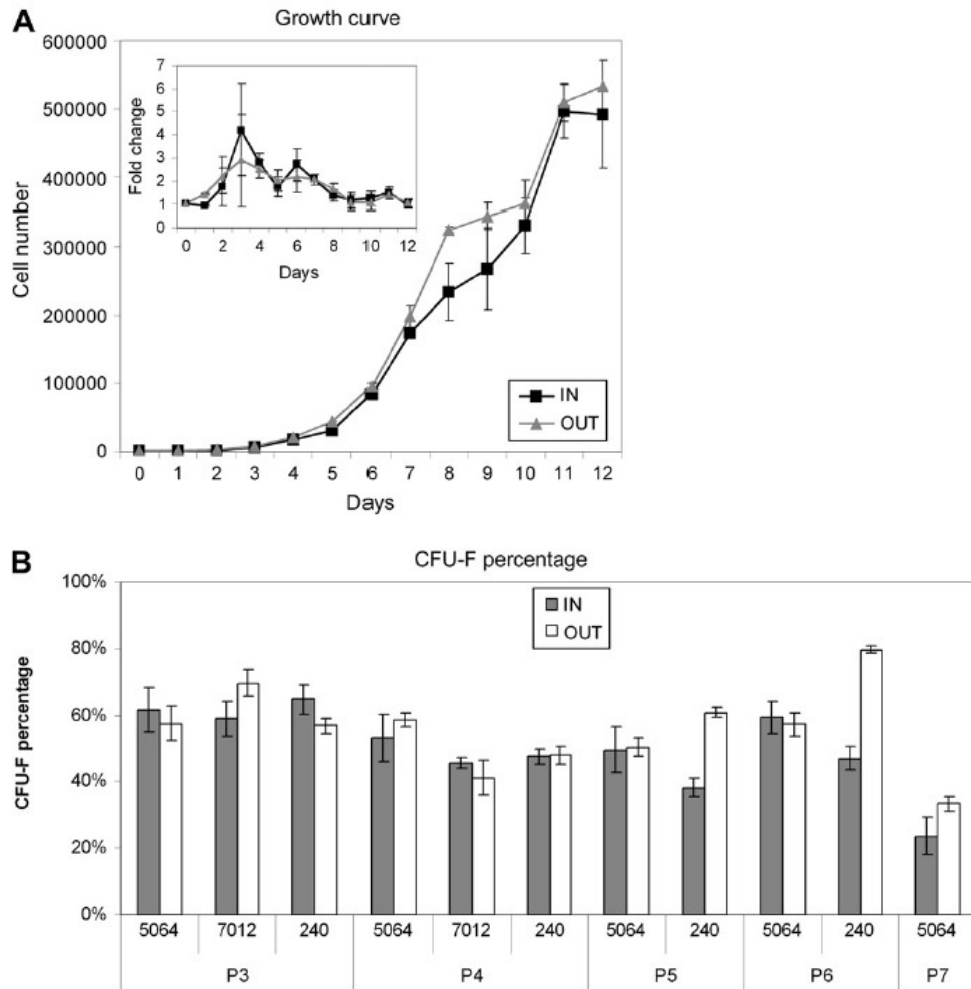 A
Growth curve
600000
500000
400000
300000
200000
100000
0
Cell number
7
6
5
4
3
2
1
0
Fold change
0 2 4 6 8 10 12
Days
IN
OUT
0 1 2 3 4 5 6 7 8 9 10 11 12
Days
B
CFU-F percentage
100%
80%
60%
40%
20%
0%
CFU-F percentage
IN
OUT
5064 7012 240 5064 7012 240 5064 240 5064 240 5064
P3 P4 P5 P6 P7